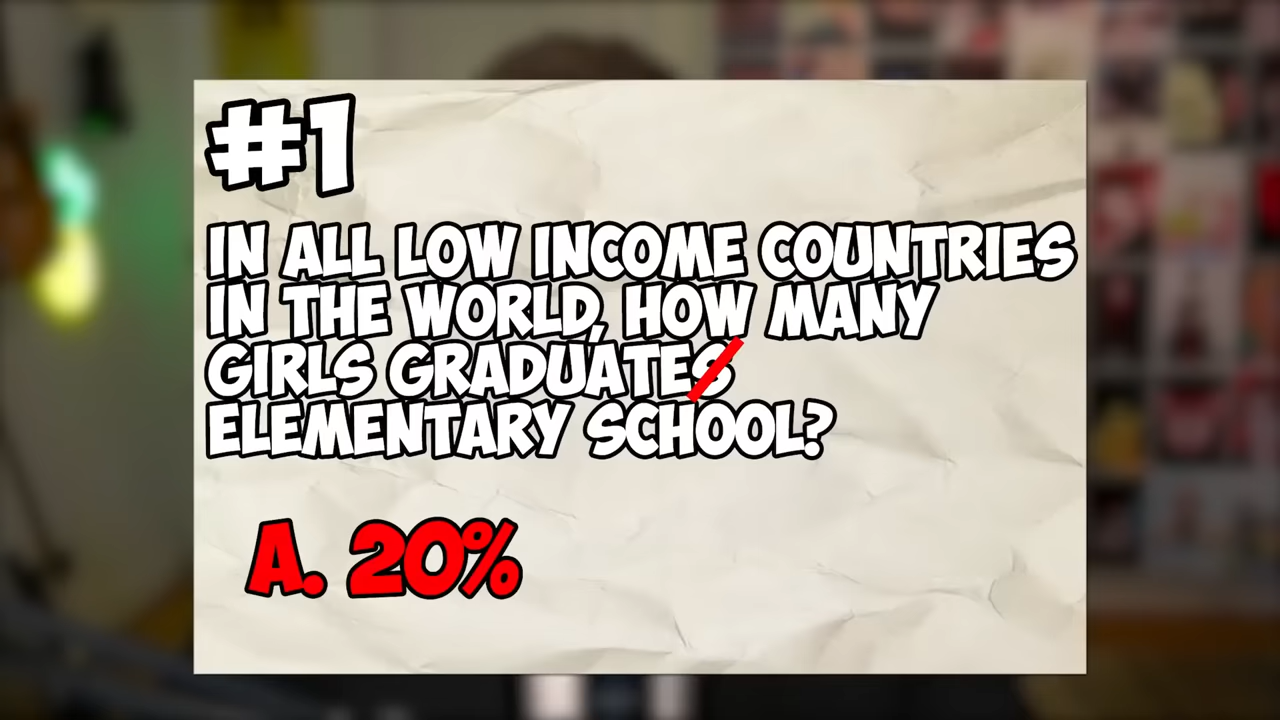 #1
IN ALL LOW INCOME COUNTRIES
IN THE WORLD, HOW MANY
GIRLS GRADUATES
ELEMENTARY SCHOOL?
A. 20%